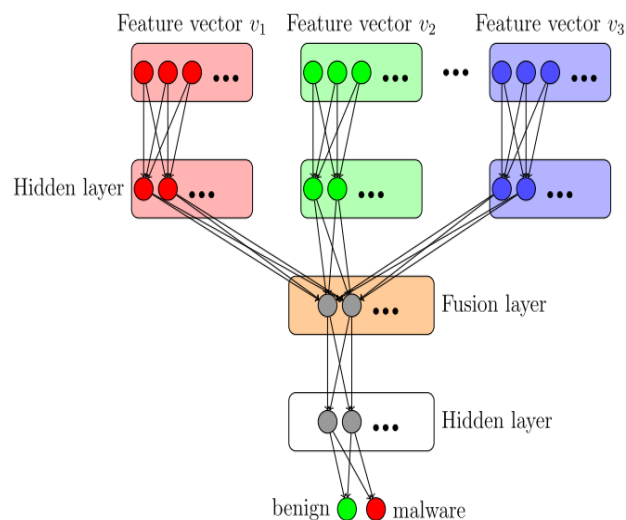 Feature vector v₁
Feature vector v₂
Feature vector v₃
Hidden layer
Fusion layer
Hidden layer
benign
malware